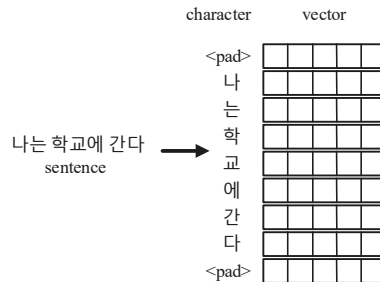 character vector
<pad>
나
는
학
교
에
간
다
<pad>
나는 학교에 간다
sentence